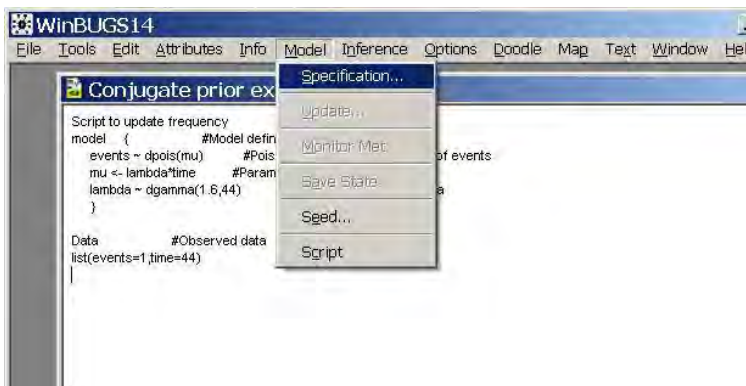 WinBUGS14
File Tools Edit Attributes Info Model Inference Options Doodle Map Text Window
Conjugate prior ex
Specification...
Update...
Monitor Met
Save State
Seed...
Script
Script to update frequency
model { #Model defin
events ~ dpois(mu) #Pois of events
mu <- lambda*time #Param
lambda ~ dgamma(1.6,44) a
}
Data #Observed data
list(events=1,time=44)